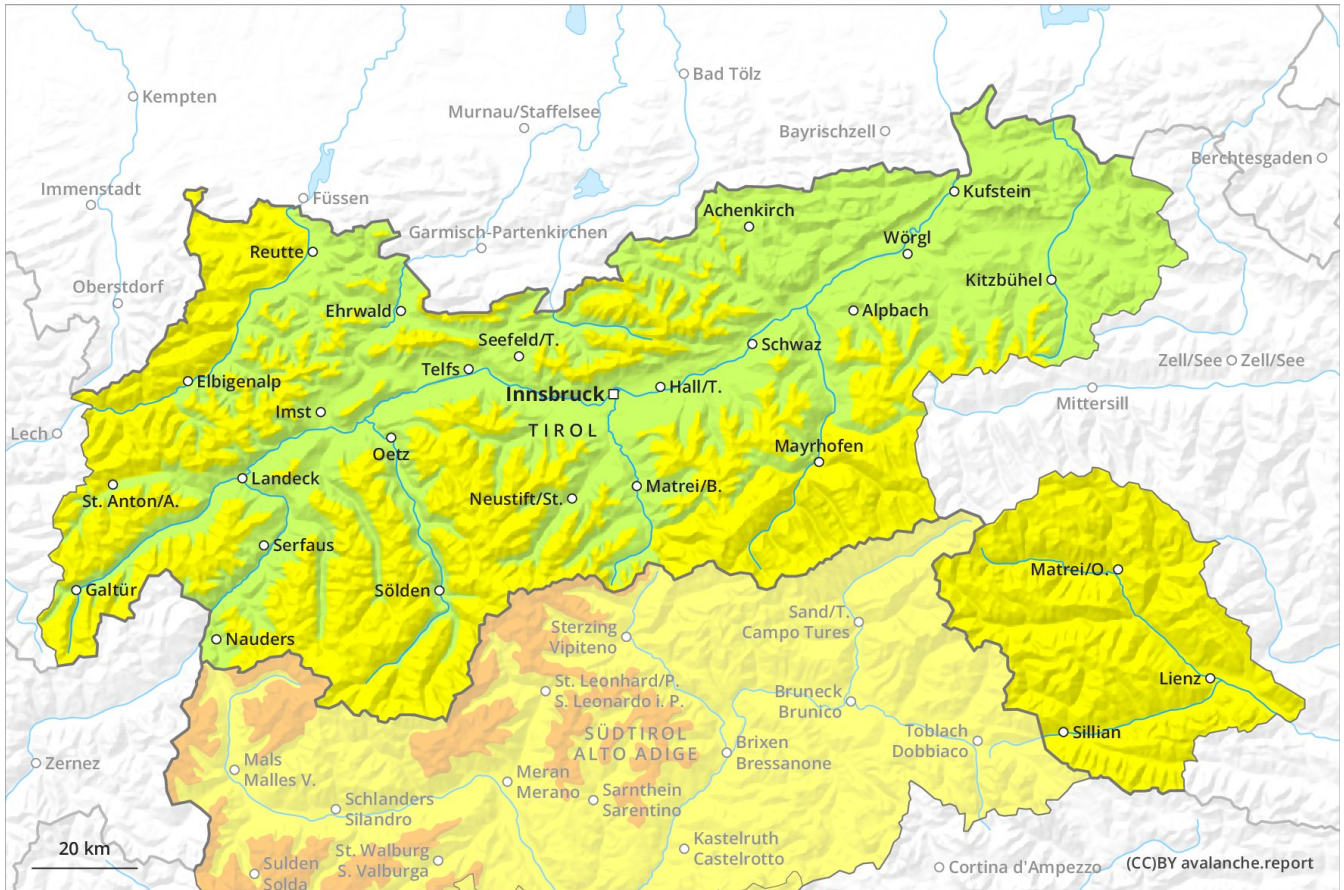 Kempten
Bad Tölz
Murnau/Staffelsee
Bayrischzell
Berchtesgaden
Immenstadt
Füssen
Kufstein
Achenkirch
Garmisch-Partenkirchen
Wörgl
Reutte
Oberstdorf
Kitzbühel
Ehrwald
Alpbach
Seefeld/T.
Schwaz
Telfs
Zell/See
Zell/See
Elbigenalp
Innsbruck
Hall/T.
Mittersill
Imst
TIROL
Lech
Oetz
Mayrhofen
Landeck
St. Anton/A.
Neustift/St.
Matrei/B.
Serfaus
Matrei/O.
Galtür
Sölden
Sand/T.
Campo Tures
Sterzing
Vipiteno
Nauders
Lienz
St. Leonhard/P.
S. Leonardo i. P.
Bruneck
Brunico
Sillian
SÜDTIROL
ALTO ADIGE
Toblach
Dobbiaco
Brixen
Bressanone
Zernez
Mals
Malles V.
Meran
Merano
Sarnthein
Sarentino
Schlanders
Silandro
20 km
St. Walburg
S. Valburga
Kastelruth
Castelrotto
Sulden
Solda
Cortina d'Ampezzo
(CC)BY avalanche.report